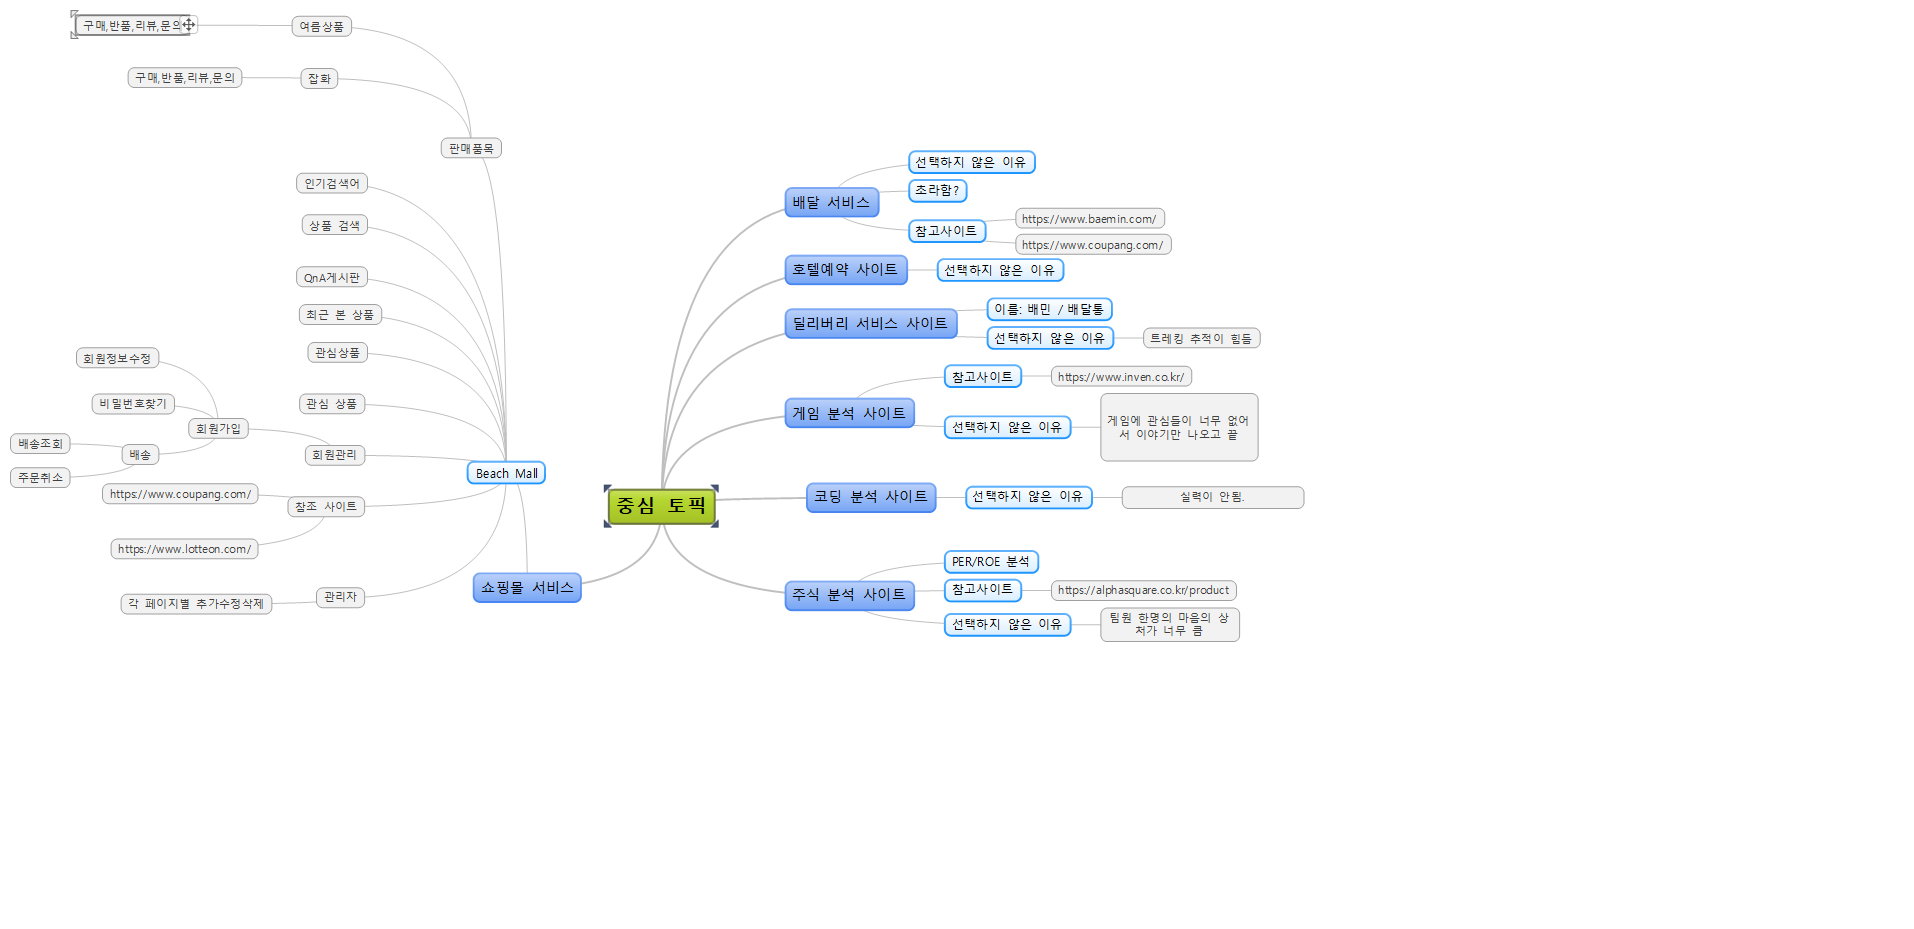 구매,반품,리뷰,문의
여름상품
구매,반품,리뷰,문의
잡화
판매품목
인기검색어
상품 검색
QnA게시판
최근 본 상품
관심상품
관심 상품
회원정보수정
비밀번호찾기
회원가입
배송조회
배송
주문취소
회원관리
Beach Mall
https://www.coupang.com/
참조 사이트
https://www.lotteon.com/
각 페이지별 추가수정삭제
관리자
쇼핑몰 서비스
중심 토픽
배달 서비스
선택하지 않은 이유
초라함?
참고사이트
https://www.baemin.com/
https://www.coupang.com/
호텔예약 사이트
선택하지 않은 이유
딜리버리 서비스 사이트
이름: 배민 / 배달통
선택하지 않은 이유
트레킹 추적이 힘듬
게임 분석 사이트
참고사이트
https://www.inven.co.kr/
선택하지 않은 이유
게임에 관심들이 너무 없어
서 이야기만 나오고 끝
코딩 분석 사이트
선택하지 않은 이유
실력이 안됨.
주식 분석 사이트
PER/ROE 분석
참고사이트
https://alphasquare.co.kr/product
선택하지 않은 이유
팀원 한명의 마음의 상
처가 너무 큼